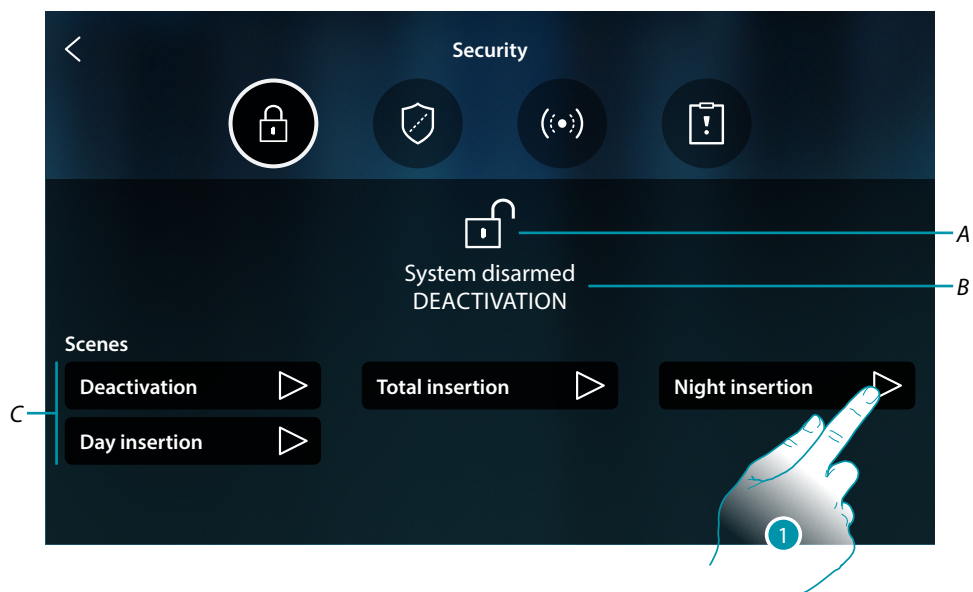 Security
A
System disarmed
DEACTIVATION
B
Scenes
Deactivation
Total insertion
Night insertion
C
Day insertion
1